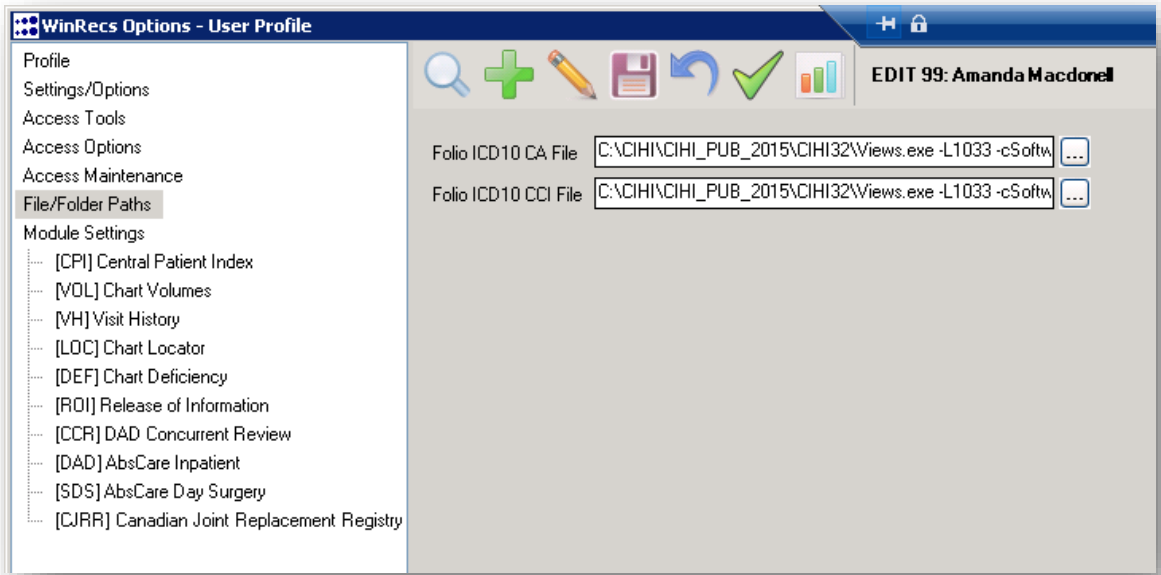 WinRecs Options - User Profile
Profile
Settings/Options
Access Tools
Access Options
Access Maintenance
File/Folder Paths
Module Settings
[CPI] Central Patient Index
[VOL] Chart Volumes
[VH] Visit History
[LOC] Chart Locator
[DEF] Chart Deficiency
[ROI] Release of Information
[CCR] DAD Concurrent Review
[DAD] AbsCare Inpatient
[SDS] AbsCare Day Surgery
[CJRR] Canadian Joint Replacement Registry
EDIT 99: Amanda Macdonell
Folio ICD10 CA File C:\CIHI\CIHI_PUB_2015\CIHI32\Views.exe -L1033 -cSoftw ...
Folio ICD10 CCI File C:\CIHI\CIHI_PUB_2015\CIHI32\Views.exe -L1033 -cSoftw ...